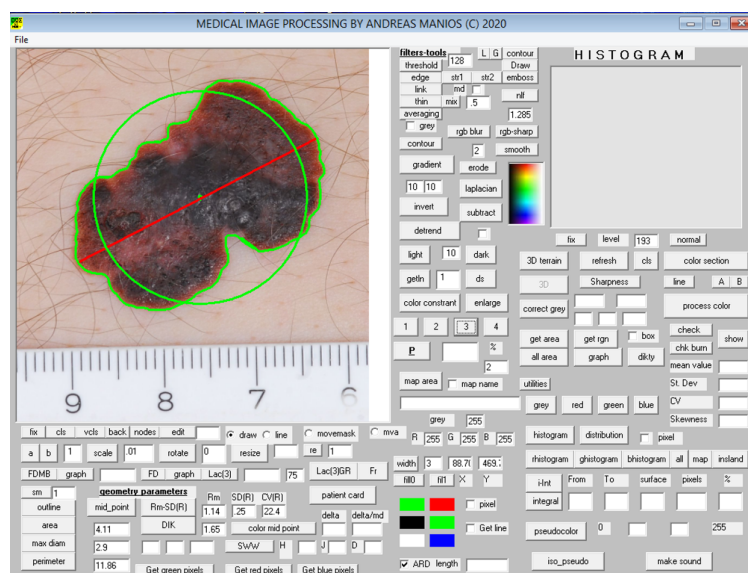 MEDICAL IMAGE PROCESSING BY ANDREAS MANIOS (C) 2020
File
filters-tools L G contour
threshold 128 Draw
edge str1 str2 emboss
link md
thin mix .5 nlf
averaging 1.285
grey rgb blur rgb-sharp
contour 2 smooth
gradient erode
10 10 laplacian
invert subtract
detrend
light 10 dark
getln 1 ds
color constrant enlarge
1 2 3 4
P %
2
map area map name
grey 255
R 255 G 255 B 255
HISTOGRAM
fix level 193 normal
3D terrain refresh cls color section
3D Sharpness line A B
correct grey process color
get area get rgn box check show
all area graph dikty chk burn
mean value
utilities St. Dev
grey red green blue CV
Skewness
histogram distribution pixel
rhistogram ghistogram bhistogram all map insland
i-Int From To surface pixels %
integral
pseudocolor 0 255
iso_pseudo make sound
9 8 7 6
fix cls vcls back nodes edit draw line movemask mva
a b 1 scale .01 rotate 0 resize re 1
FDMB graph FD graph Lac(3) 75 Lac(3)GR Fr
width 3 88.7( 469.:
fill0 fil1 X Y
sm 1 geometry parameters Rm SD(R) CV(R) patient card
outline mid_point Rm-SD(R) 1.14 .25 22.4
area 4.11 DIK 1.65 color mid point delta delta/md
max diam 2.9 SWW H J D
perimeter 11.86 Get green pixels Get red pixels Get blue pixels
pixel
Get line
ARD length